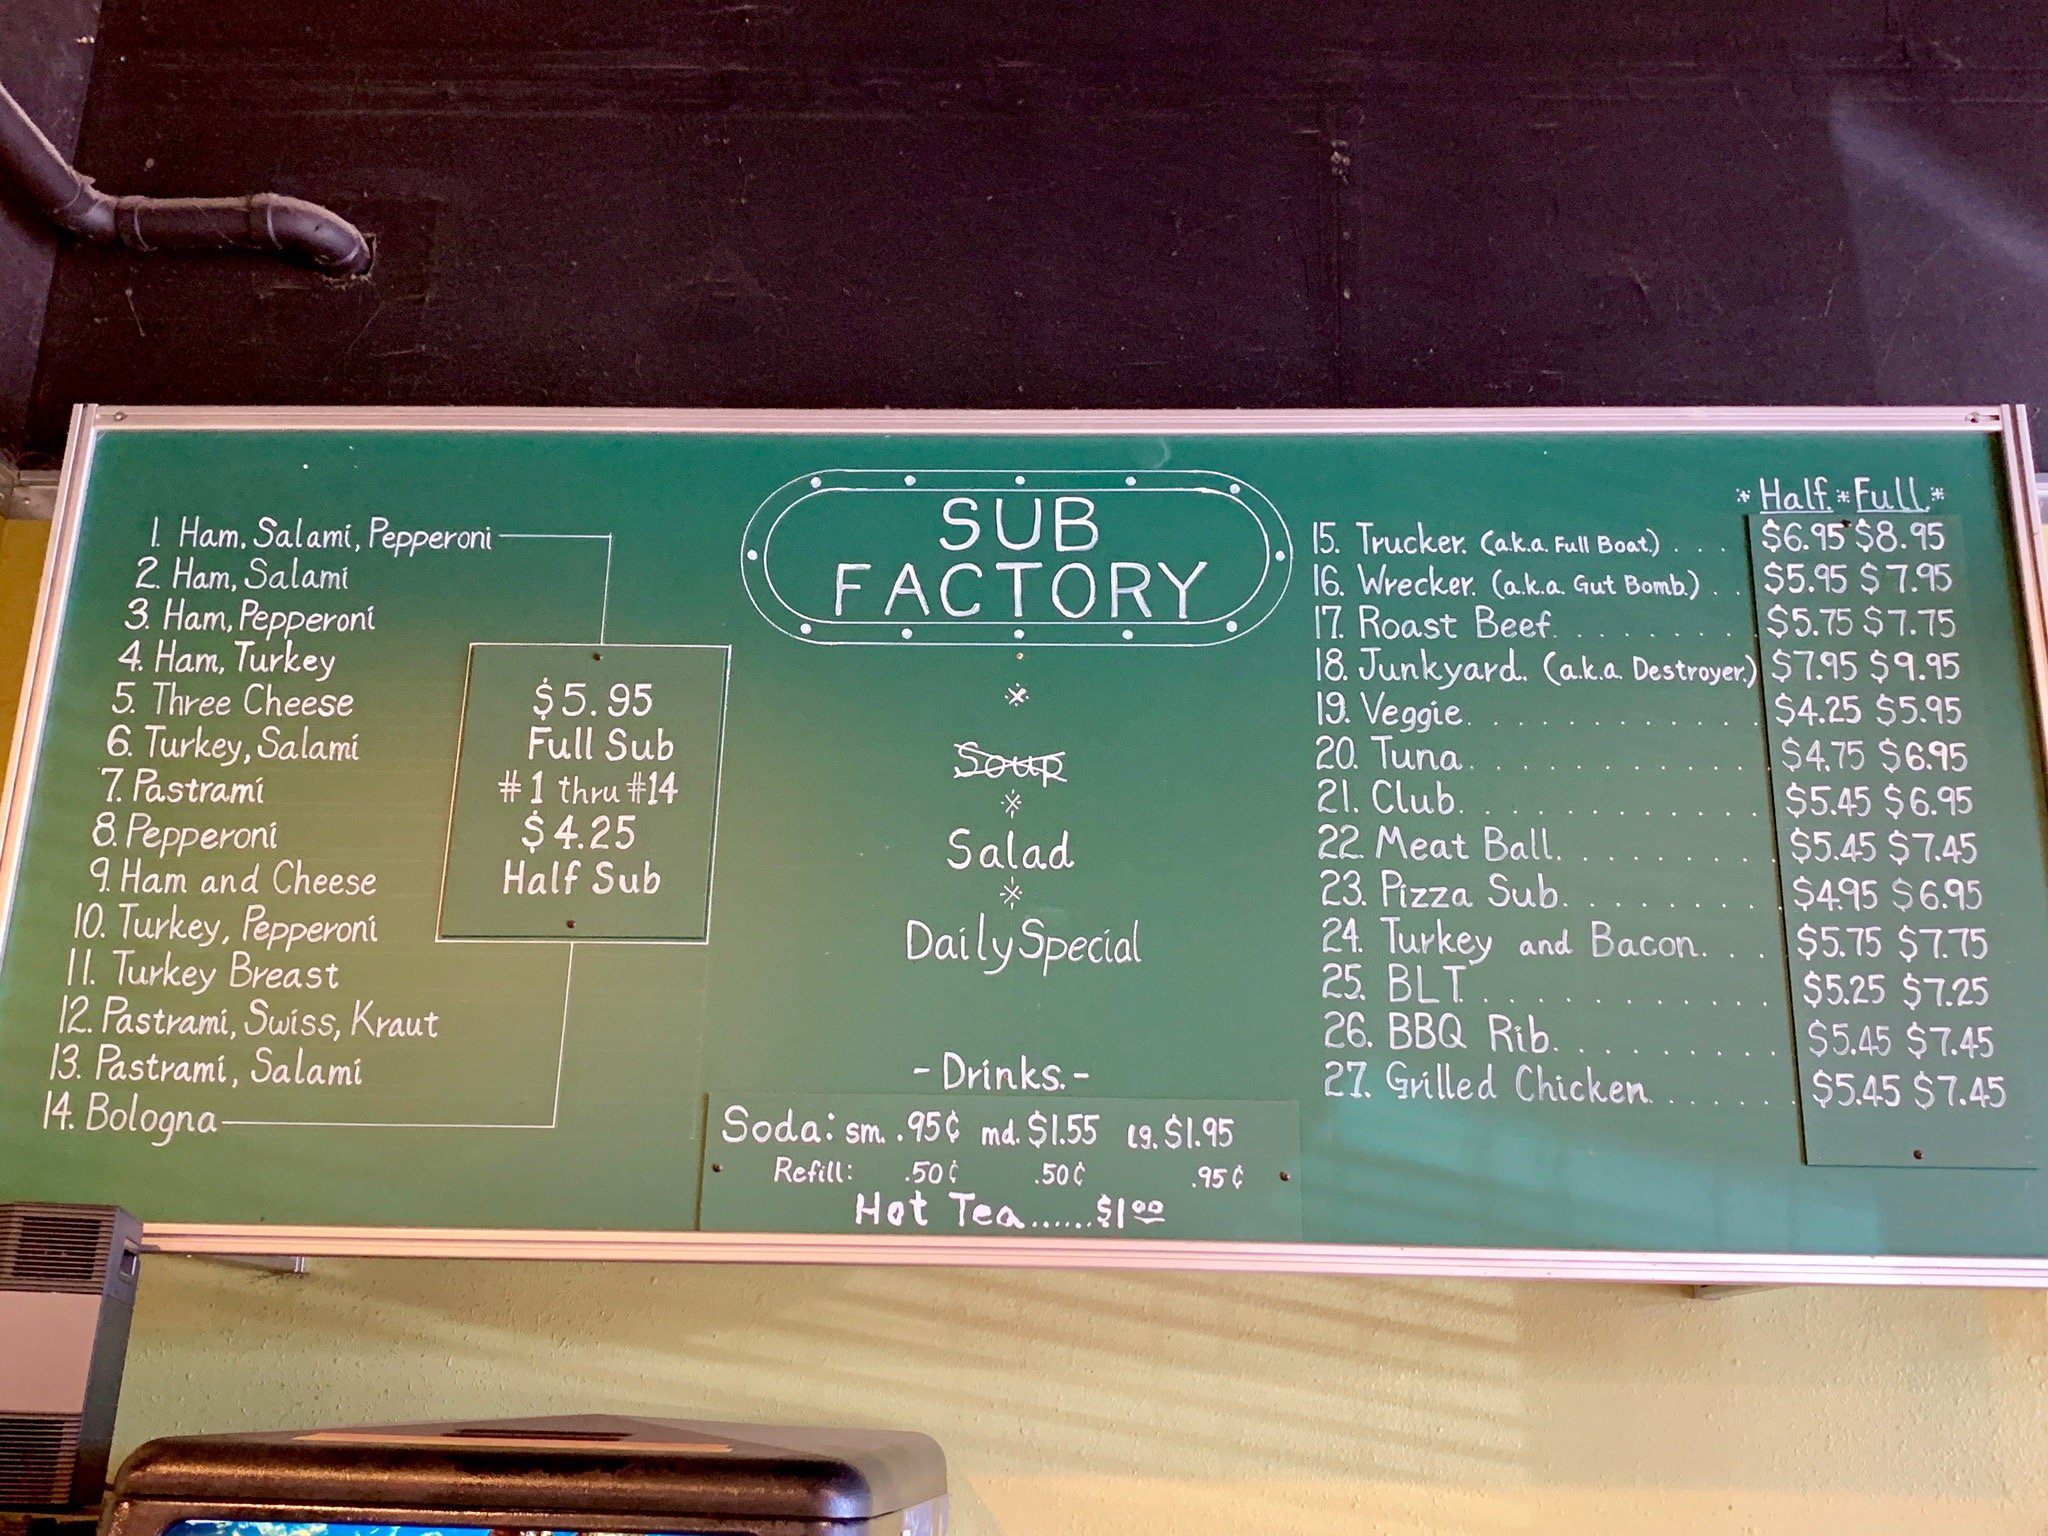 1. Ham, Salami, Pepperoni
2. Ham, Salami
3. Ham, Pepperoni
4. Ham, Turkey
5. Three Cheese
6. Turkey, Salami
7. Pastrami
8. Pepperoni
9. Ham and Cheese
10. Turkey, Pepperoni
11. Turkey Breast
12. Pastrami, Swiss, Kraut
13. Pastrami, Salami
14. Bologna
$5.95
Full Sub
#1 thru #14
$4.25
Half Sub
SUB
FACTORY
Soup
Salad
Daily Special
- Drinks. -
Soda: sm. .95¢ md. $1.55 lg. $1.95
Refill: .50¢ .50¢ .95¢
Hot Tea......$1.00
* Half. * Full. *
15. Trucker. (a.k.a. Full Boat.) . . . $6.95 $8.95
16. Wrecker. (a.k.a. Gut Bomb.) . . $5.95 $7.95
17. Roast Beef. . . . . . . . $5.75 $7.75
18. Junkyard. (a.k.a. Destroyer.) $7.95 $9.95
19. Veggie. . . . . . . . . . . . $4.25 $5.95
20. Tuna. . . . . . . . . . . . $4.75 $6.95
21. Club. . . . . . . . . . . . $5.45 $6.95
22. Meat Ball. . . . . . . . . $5.45 $7.45
23. Pizza Sub. . . . . . . . . $4.95 $6.95
24. Turkey and Bacon. . . . $5.75 $7.75
25. BLT. . . . . . . . . . . . $5.25 $7.25
26. BBQ Rib. . . . . . . . . $5.45 $7.45
27. Grilled Chicken. . . . . . $5.45 $7.45